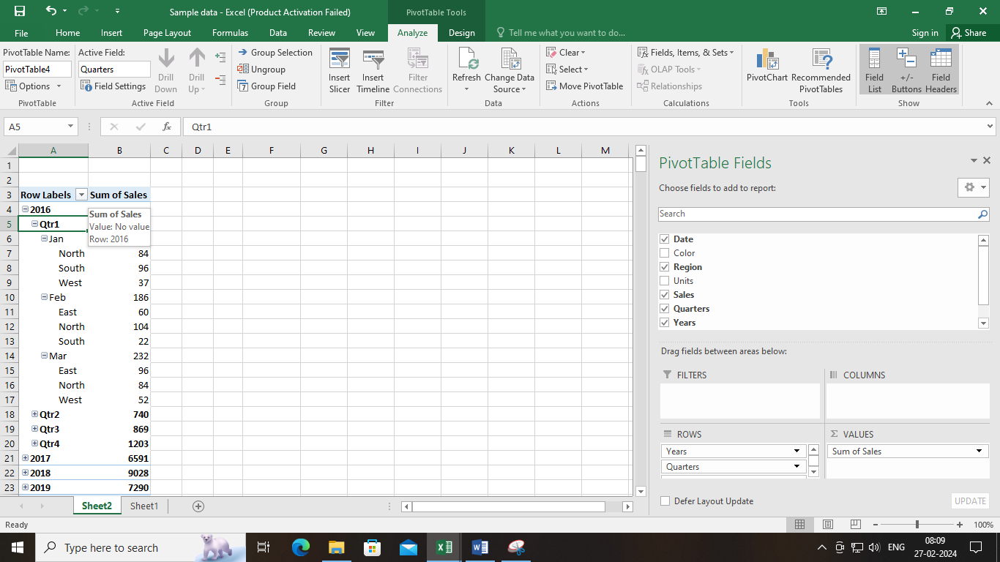 Sample data - Excel (Product Activation Failed)
PivotTable Tools
File Home Insert Page Layout Formulas Data Review View Analyze Design Tell me what you want to do... Sign in Share
PivotTable Name: Active Field:
PivotTable4 Quarters
Options Field Settings
Drill Down Drill Up
Group Selection
Ungroup
Group Field
Insert Slicer Insert Timeline Filter Connections
Refresh Change Data Source
Clear
Select
Move PivotTable
Fields, Items, & Sets
OLAP Tools
Relationships
PivotChart Recommended PivotTables
Field List +/- Buttons Field Headers
PivotTable Active Field Group Filter Data Actions Calculations Tools Show
A5 fx Qtr1
A B C D E F G H I J K L M
1
2
3 Row Labels Sum of Sales
4 2016
5 Qtr1
6 Jan
Sum of Sales
Value: No value
Row: 2016
7 North 84
8 South 96
9 West 37
10 Feb 186
11 East 60
12 North 104
13 South 22
14 Mar 232
15 East 96
16 North 84
17 West 52
18 Qtr2 740
19 Qtr3 869
20 Qtr4 1203
21 2017 6591
22 2018 9028
23 2019 7290
PivotTable Fields
Choose fields to add to report:
Search
Date
Color
Region
Units
Sales
Quarters
Years
Drag fields between areas below:
FILTERS COLUMNS
ROWS Σ VALUES
Years Sum of Sales
Quarters
Defer Layout Update UPDATE
Sheet2 Sheet1
Ready 100%
Type here to search
ENG
08:09
27-02-2024